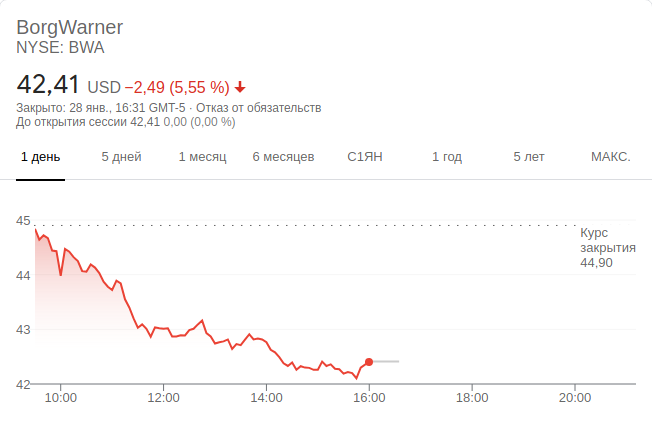 BorgWarner
NYSE: BWA
42,41 USD −2,49 (5,55 %)
Закрыто: 28 янв., 16:31 GMT-5 · Отказ от обязательств
До открытия сессии 42,41 0,00 (0,00 %)
1 день 5 дней 1 месяц 6 месяцев С1ЯН 1 год 5 лет МАКС.
45
Курс
закрытия
44,90
44
43
42
10:00 12:00 14:00 16:00 18:00 20:00